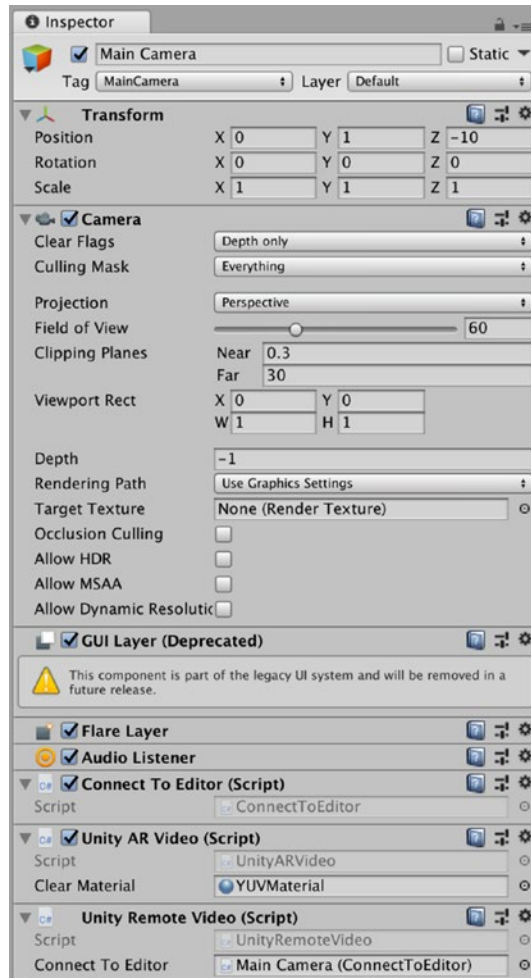 Inspector
Main Camera Static
Tag MainCamera Layer Default
Transform
Position X 0 Y 1 Z -10
Rotation X 0 Y 0 Z 0
Scale X 1 Y 1 Z 1
Camera
Clear Flags Depth only
Culling Mask Everything
Projection Perspective
Field of View 60
Clipping Planes Near 0.3
Far 30
Viewport Rect X 0 Y 0
W 1 H 1
Depth -1
Rendering Path Use Graphics Settings
Target Texture None (Render Texture)
Occlusion Culling
Allow HDR
Allow MSAA
Allow Dynamic Resolutic
GUI Layer (Deprecated)
This component is part of the legacy UI system and will be removed in a
future release.
Flare Layer
Audio Listener
C# Connect To Editor (Script)
Script C# ConnectToEditor
C# Unity AR Video (Script)
Script C# UnityARVideo
Clear Material YUVMaterial
C# Unity Remote Video (Script)
Script C# UnityRemoteVideo
Connect To Editor C# Main Camera (ConnectToEditor)